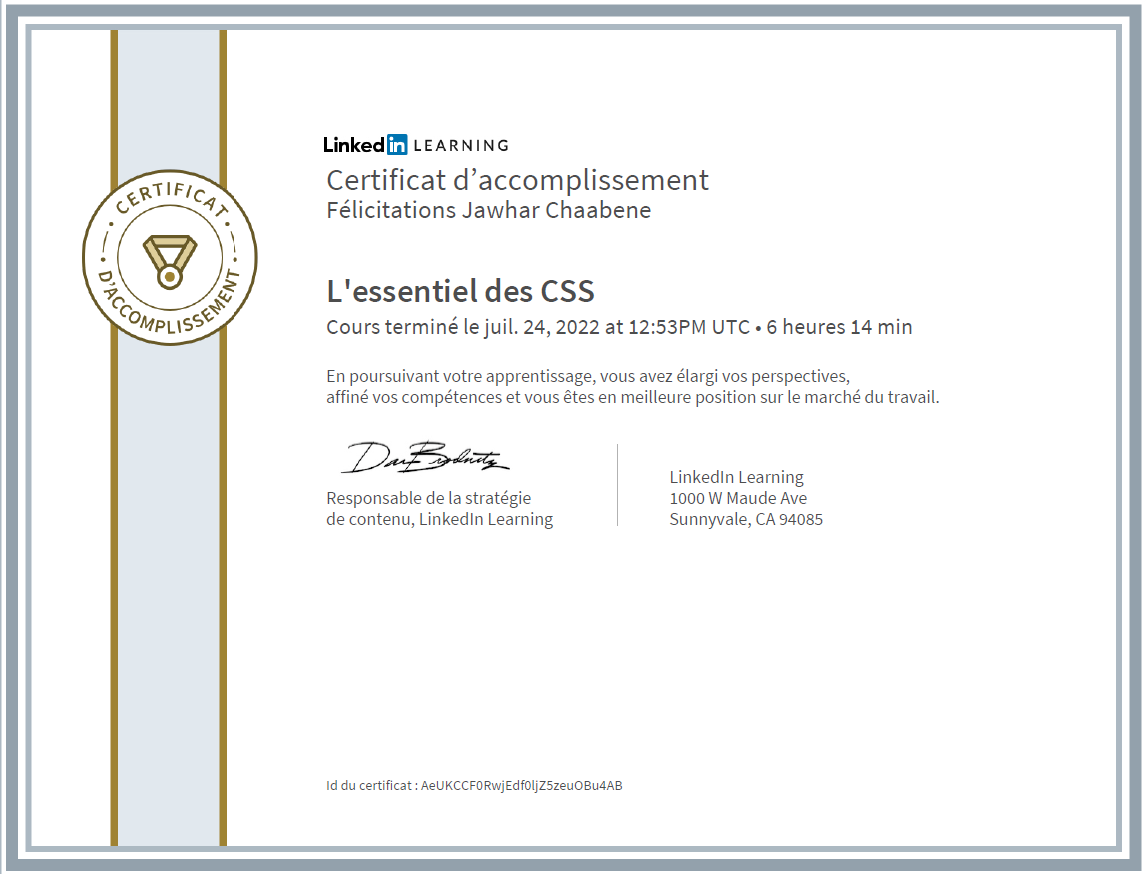 CERTIFICAT
D'ACCOMPLISSEMENT
Linked in LEARNING
Certificat d’accomplissement
Félicitations Jawhar Chaabene
L'essentiel des CSS
Cours terminé le juil. 24, 2022 at 12:53PM UTC • 6 heures 14 min
En poursuivant votre apprentissage, vous avez élargi vos perspectives,
affiné vos compétences et vous êtes en meilleure position sur le marché du travail.
Responsable de la stratégie
de contenu, LinkedIn Learning
LinkedIn Learning
1000 W Maude Ave
Sunnyvale, CA 94085
Id du certificat : AeUKCCF0RwjEdf0ljZ5zeuOBu4AB